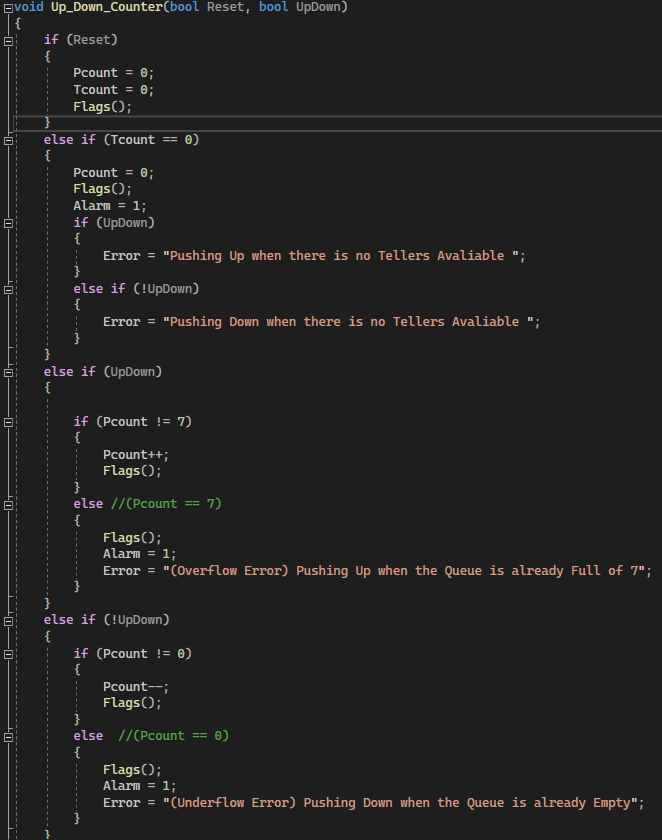 void Up_Down_Counter(bool Reset, bool UpDown)
{
    if (Reset)
    {
        Pcount = 0;
        Tcount = 0;
        Flags();
    }
    else if (Tcount == 0)
    {
        Pcount = 0;
        Flags();
        Alarm = 1;
        if (UpDown)
        {
            Error = "Pushing Up when there is no Tellers Avaliable ";
        }
        else if (!UpDown)
        {
            Error = "Pushing Down when there is no Tellers Avaliable ";
        }
    }
    else if (UpDown)
    {

        if (Pcount != 7)
        {
            Pcount++;
            Flags();
        }
        else //(Pcount == 7)
        {
            Flags();
            Alarm = 1;
            Error = "(Overflow Error) Pushing Up when the Queue is already Full of 7";
        }
    }
    else if (!UpDown)
    {
        if (Pcount != 0)
        {
            Pcount--;
            Flags();
        }
        else  //(Pcount == 0)
        {
            Flags();
            Alarm = 1;
            Error = "(Underflow Error) Pushing Down when the Queue is already Empty";
        }
    }